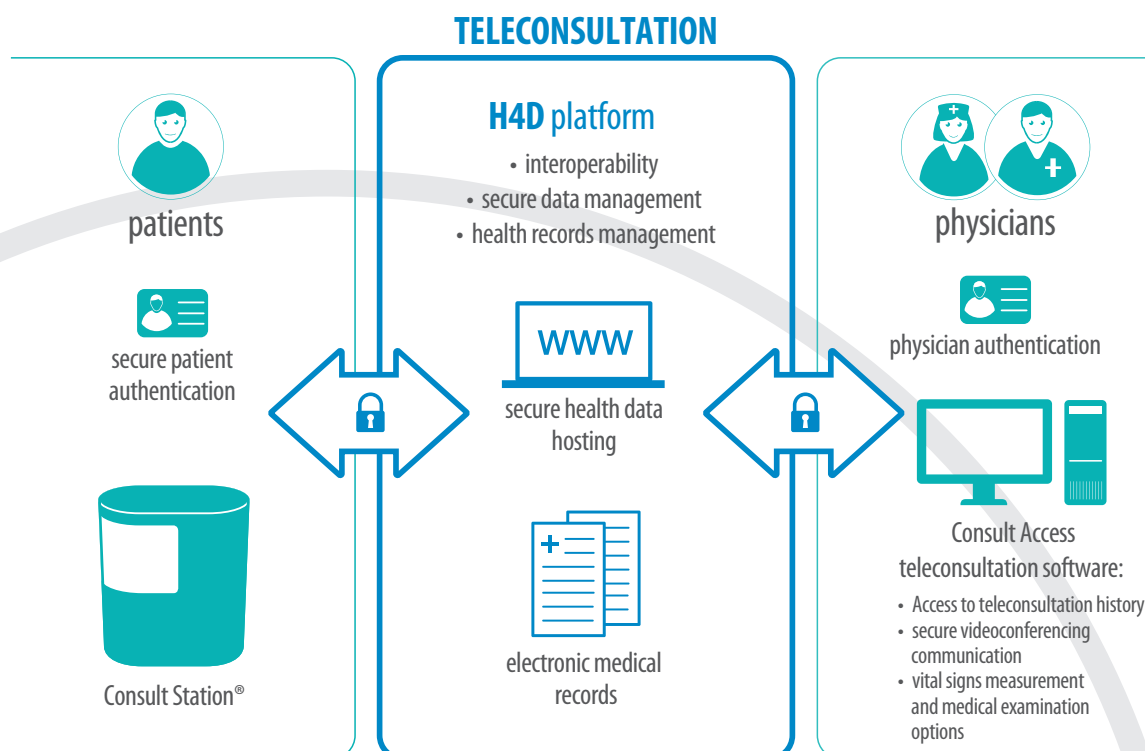 TELECONSULTATION
patients
secure patient
authentication
Consult Station®
H4D platform
• interoperability
• secure data management
• health records management
www
secure health data
hosting
electronic medical
records
physicians
physician authentication
Consult Access
teleconsultation software:
• Access to teleconsultation history
• secure videoconferencing
communication
• vital signs measurement
and medical examination
options